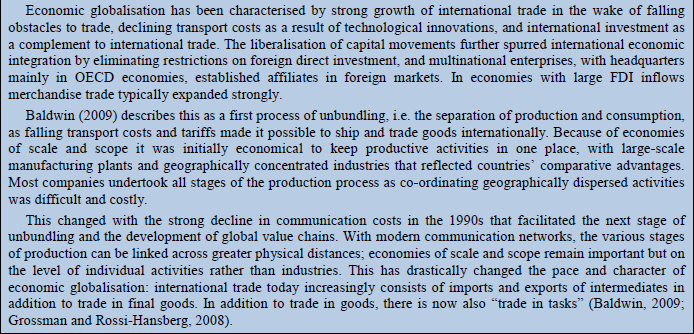 Economic globalisation has been characterised by strong growth of international trade in the wake of falling
obstacles to trade, declining transport costs as a result of technological innovations, and international investment as
a complement to international trade. The liberalisation of capital movements further spurred international economic
integration by eliminating restrictions on foreign direct investment, and multinational enterprises, with headquarters
mainly in OECD economies, established affiliates in foreign markets. In economies with large FDI inflows
merchandise trade typically expanded strongly.
Baldwin (2009) describes this as a first process of unbundling, i.e. the separation of production and consumption,
as falling transport costs and tariffs made it possible to ship and trade goods internationally. Because of economies
of scale and scope it was initially economical to keep productive activities in one place, with large-scale
manufacturing plants and geographically concentrated industries that reflected countries' comparative advantages.
Most companies undertook all stages of the production process as co-ordinating geographically dispersed activities
was difficult and costly.
This changed with the strong decline in communication costs in the 1990s that facilitated the next stage of
unbundling and the development of global value chains. With modern communication networks, the various stages
of production can be linked across greater physical distances; economies of scale and scope remain important but on
the level of individual activities rather than industries. This has drastically changed the pace and character of
economic globalisation: international trade today increasingly consists of imports and exports of intermediates in
addition to trade in final goods. In addition to trade in goods, there is now also "trade in tasks" (Baldwin, 2009;
Grossman and Rossi-Hansberg, 2008).